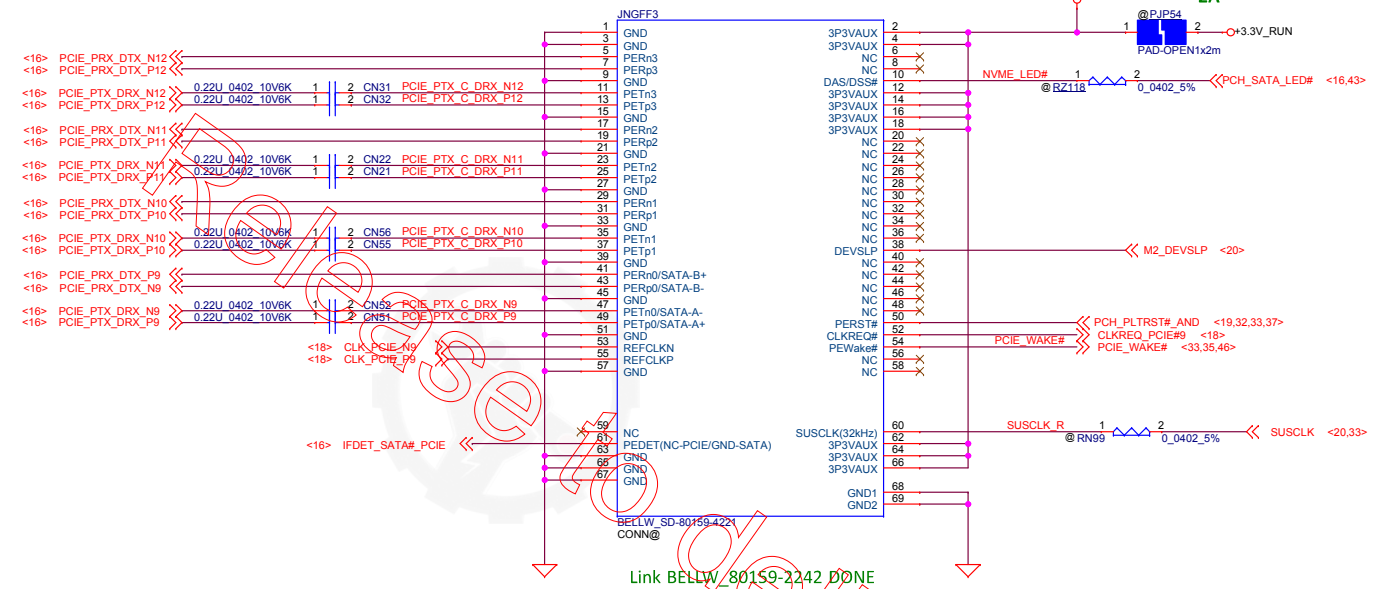 2A
JNGFF3
@PJP54
1 2 +3.3V_RUN
PAD-OPEN1x2m
1 GND 3P3VAUX 2
3 GND 3P3VAUX 4
<16> PCIE_PRX_DTX_N12 5 PERn3 NC 6
<16> PCIE_PRX_DTX_P12 7 PERp3 NC 8
9 GND DAS/DSS# 10 NVME_LED# 1 2 PCH_SATA_LED# <16,43>
@RZ118 0_0402_5%
<16> PCIE_PTX_DRX_N12 0.22U_0402_10V6K 1 2 CN31 PCIE_PTX_C_DRX_N12 11 PETn3 3P3VAUX 12
<16> PCIE_PTX_DRX_P12 0.22U_0402_10V6K 1 2 CN32 PCIE_PTX_C_DRX_P12 13 PETp3 3P3VAUX 14
15 GND 3P3VAUX 16
<16> PCIE_PRX_DTX_N11 17 PERn2 3P3VAUX 18
<16> PCIE_PRX_DTX_P11 19 PERp2 NC 20
21 GND NC 22
<16> PCIE_PTX_DRX_N11 0.22U_0402_10V6K 1 2 CN22 PCIE_PTX_C_DRX_N11 23 PETn2 NC 24
<16> PCIE_PTX_DRX_P11 0.22U_0402_10V6K 1 2 CN21 PCIE_PTX_C_DRX_P11 25 PETp2 NC 26
27 GND NC 28
<16> PCIE_PRX_DTX_N10 29 PERn1 NC 30
<16> PCIE_PRX_DTX_P10 31 PERp1 NC 32
33 GND NC 34
<16> PCIE_PTX_DRX_N10 0.22U_0402_10V6K 1 2 CN56 PCIE_PTX_C_DRX_N10 35 PETn1 NC 36
<16> PCIE_PTX_DRX_P10 0.22U_0402_10V6K 1 2 CN55 PCIE_PTX_C_DRX_P10 37 PETp1 DEVSLP 38 M2_DEVSLP <20>
39 GND NC 40
<16> PCIE_PRX_DTX_P9 41 PERn0/SATA-B+ NC 42
<16> PCIE_PRX_DTX_N9 43 PERp0/SATA-B- NC 44
45 GND NC 46
<16> PCIE_PTX_DRX_N9 0.22U_0402_10V6K 1 2 CN52 PCIE_PTX_C_DRX_N9 47 PETn0/SATA-A- NC 48
<16> PCIE_PTX_DRX_P9 0.22U_0402_10V6K 1 2 CN51 PCIE_PTX_C_DRX_P9 49 PETp0/SATA-A+ PERST# 50 PCH_PLTRST#_AND <19,32,33,37>
51 GND CLKREQ# 52 CLKREQ_PCIE#9 <18>
<18> CLK_PCIE_N9 53 REFCLKN PEWake# 54 PCIE_WAKE# PCIE_WAKE# <33,35,46>
<18> CLK_PCIE_P9 55 REFCLKP NC 56
57 GND NC 58
59 NC SUSCLK(32kHz) 60 SUSCLK_R 1 2 SUSCLK <20,33>
@RN99 0_0402_5%
<16> IFDET_SATA#_PCIE 61 PEDET(NC-PCIE/GND-SATA) 3P3VAUX 62
63 GND 3P3VAUX 64
65 GND 3P3VAUX 66
67 GND
GND1 68
GND2 69
BELLW_SD-80159-4221
CONN@
Link BELLW_80159-2242 DONE